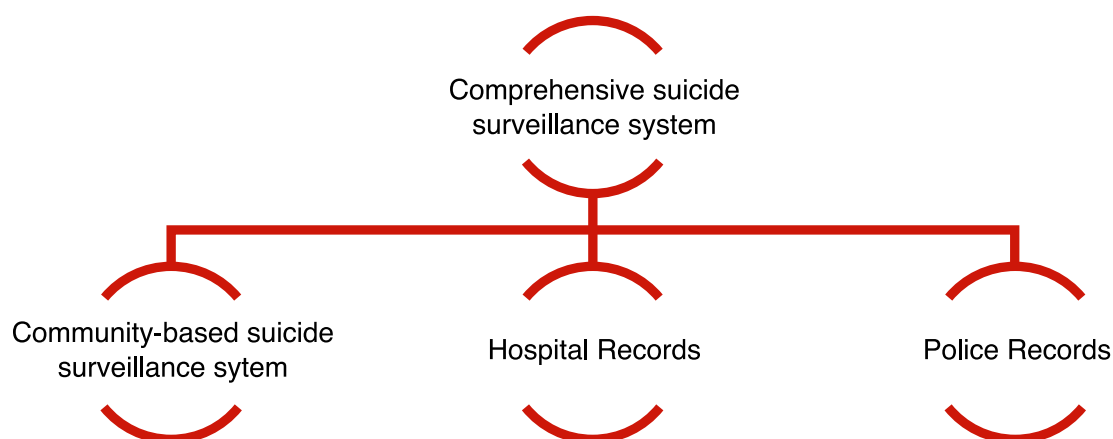 Comprehensive suicide
surveillance system
Community-based suicide
surveillance sytem
Hospital Records
Police Records